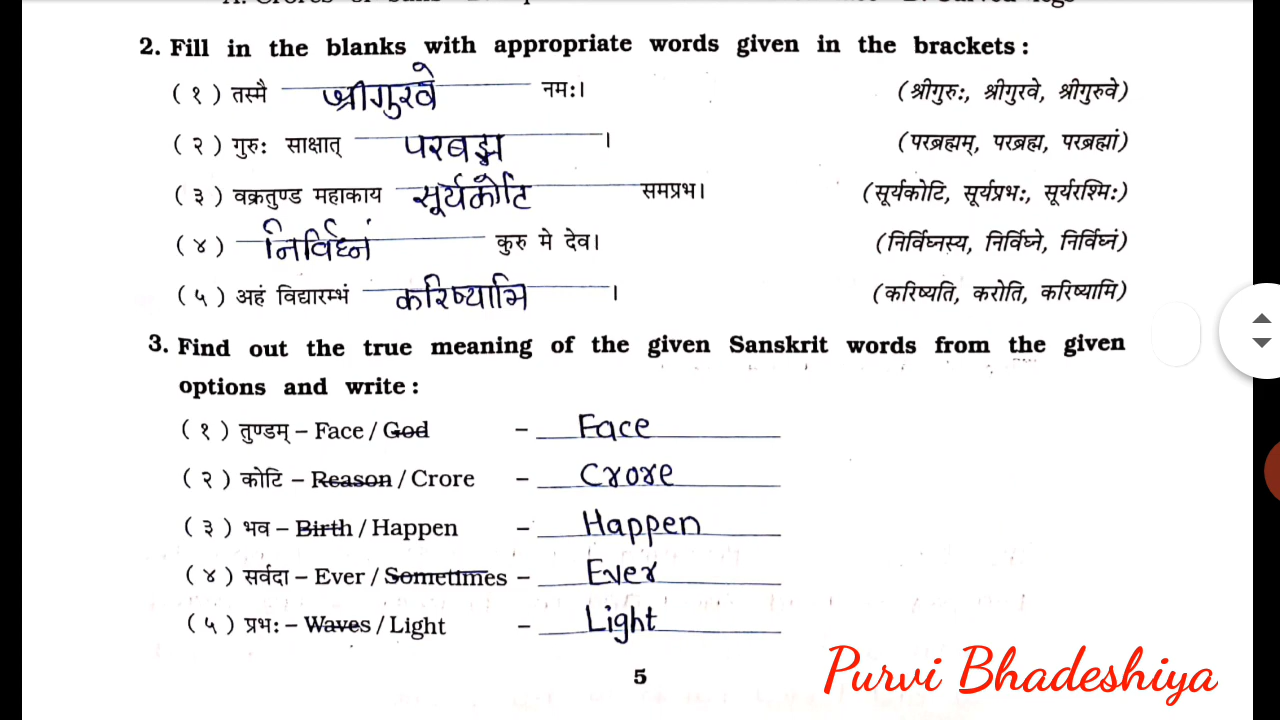 2. Fill in the blanks with appropriate words given in the brackets :
( १ ) तस्मै श्रीगुरवे नमः। (श्रीगुरुः, श्रीगुरवे, श्रीगुरुवे)
( २ ) गुरुः साक्षात् परब्रह्म । (परब्रह्मम्, परब्रह्म, परब्रह्मां)
( ३ ) वक्रतुण्ड महाकाय सूर्यकोटि समप्रभ। (सूर्यकोटि, सूर्यप्रभः, सूर्यरश्मिः)
( ४ ) निर्विघ्नं कुरु मे देव। (निर्विघ्नस्य, निर्विघ्ने, निर्विघ्नं)
( ५ ) अहं विद्यारम्भं करिष्यामि । (करिष्यति, करोति, करिष्यामि)
3. Find out the true meaning of the given Sanskrit words from the given
options and write :
( १ ) तुण्डम् – Face / God - Face
( २ ) कोटि – Reason / Crore - Crore
( ३ ) भव – Birth / Happen - Happen
( ४ ) सर्वदा – Ever / Sometimes - Ever
( ५ ) प्रभः – Waves / Light - Light
5
Purvi Bhadeshiya